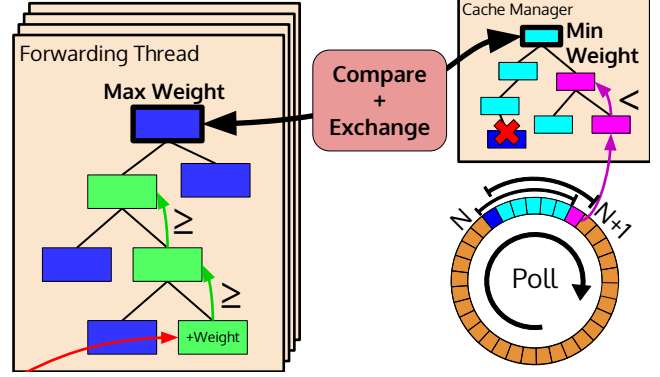 Cache Manager
Forwarding Thread
Min
Weight
Max Weight
Compare
+
Exchange
<
≥
≥
+Weight
N
N+1
Poll